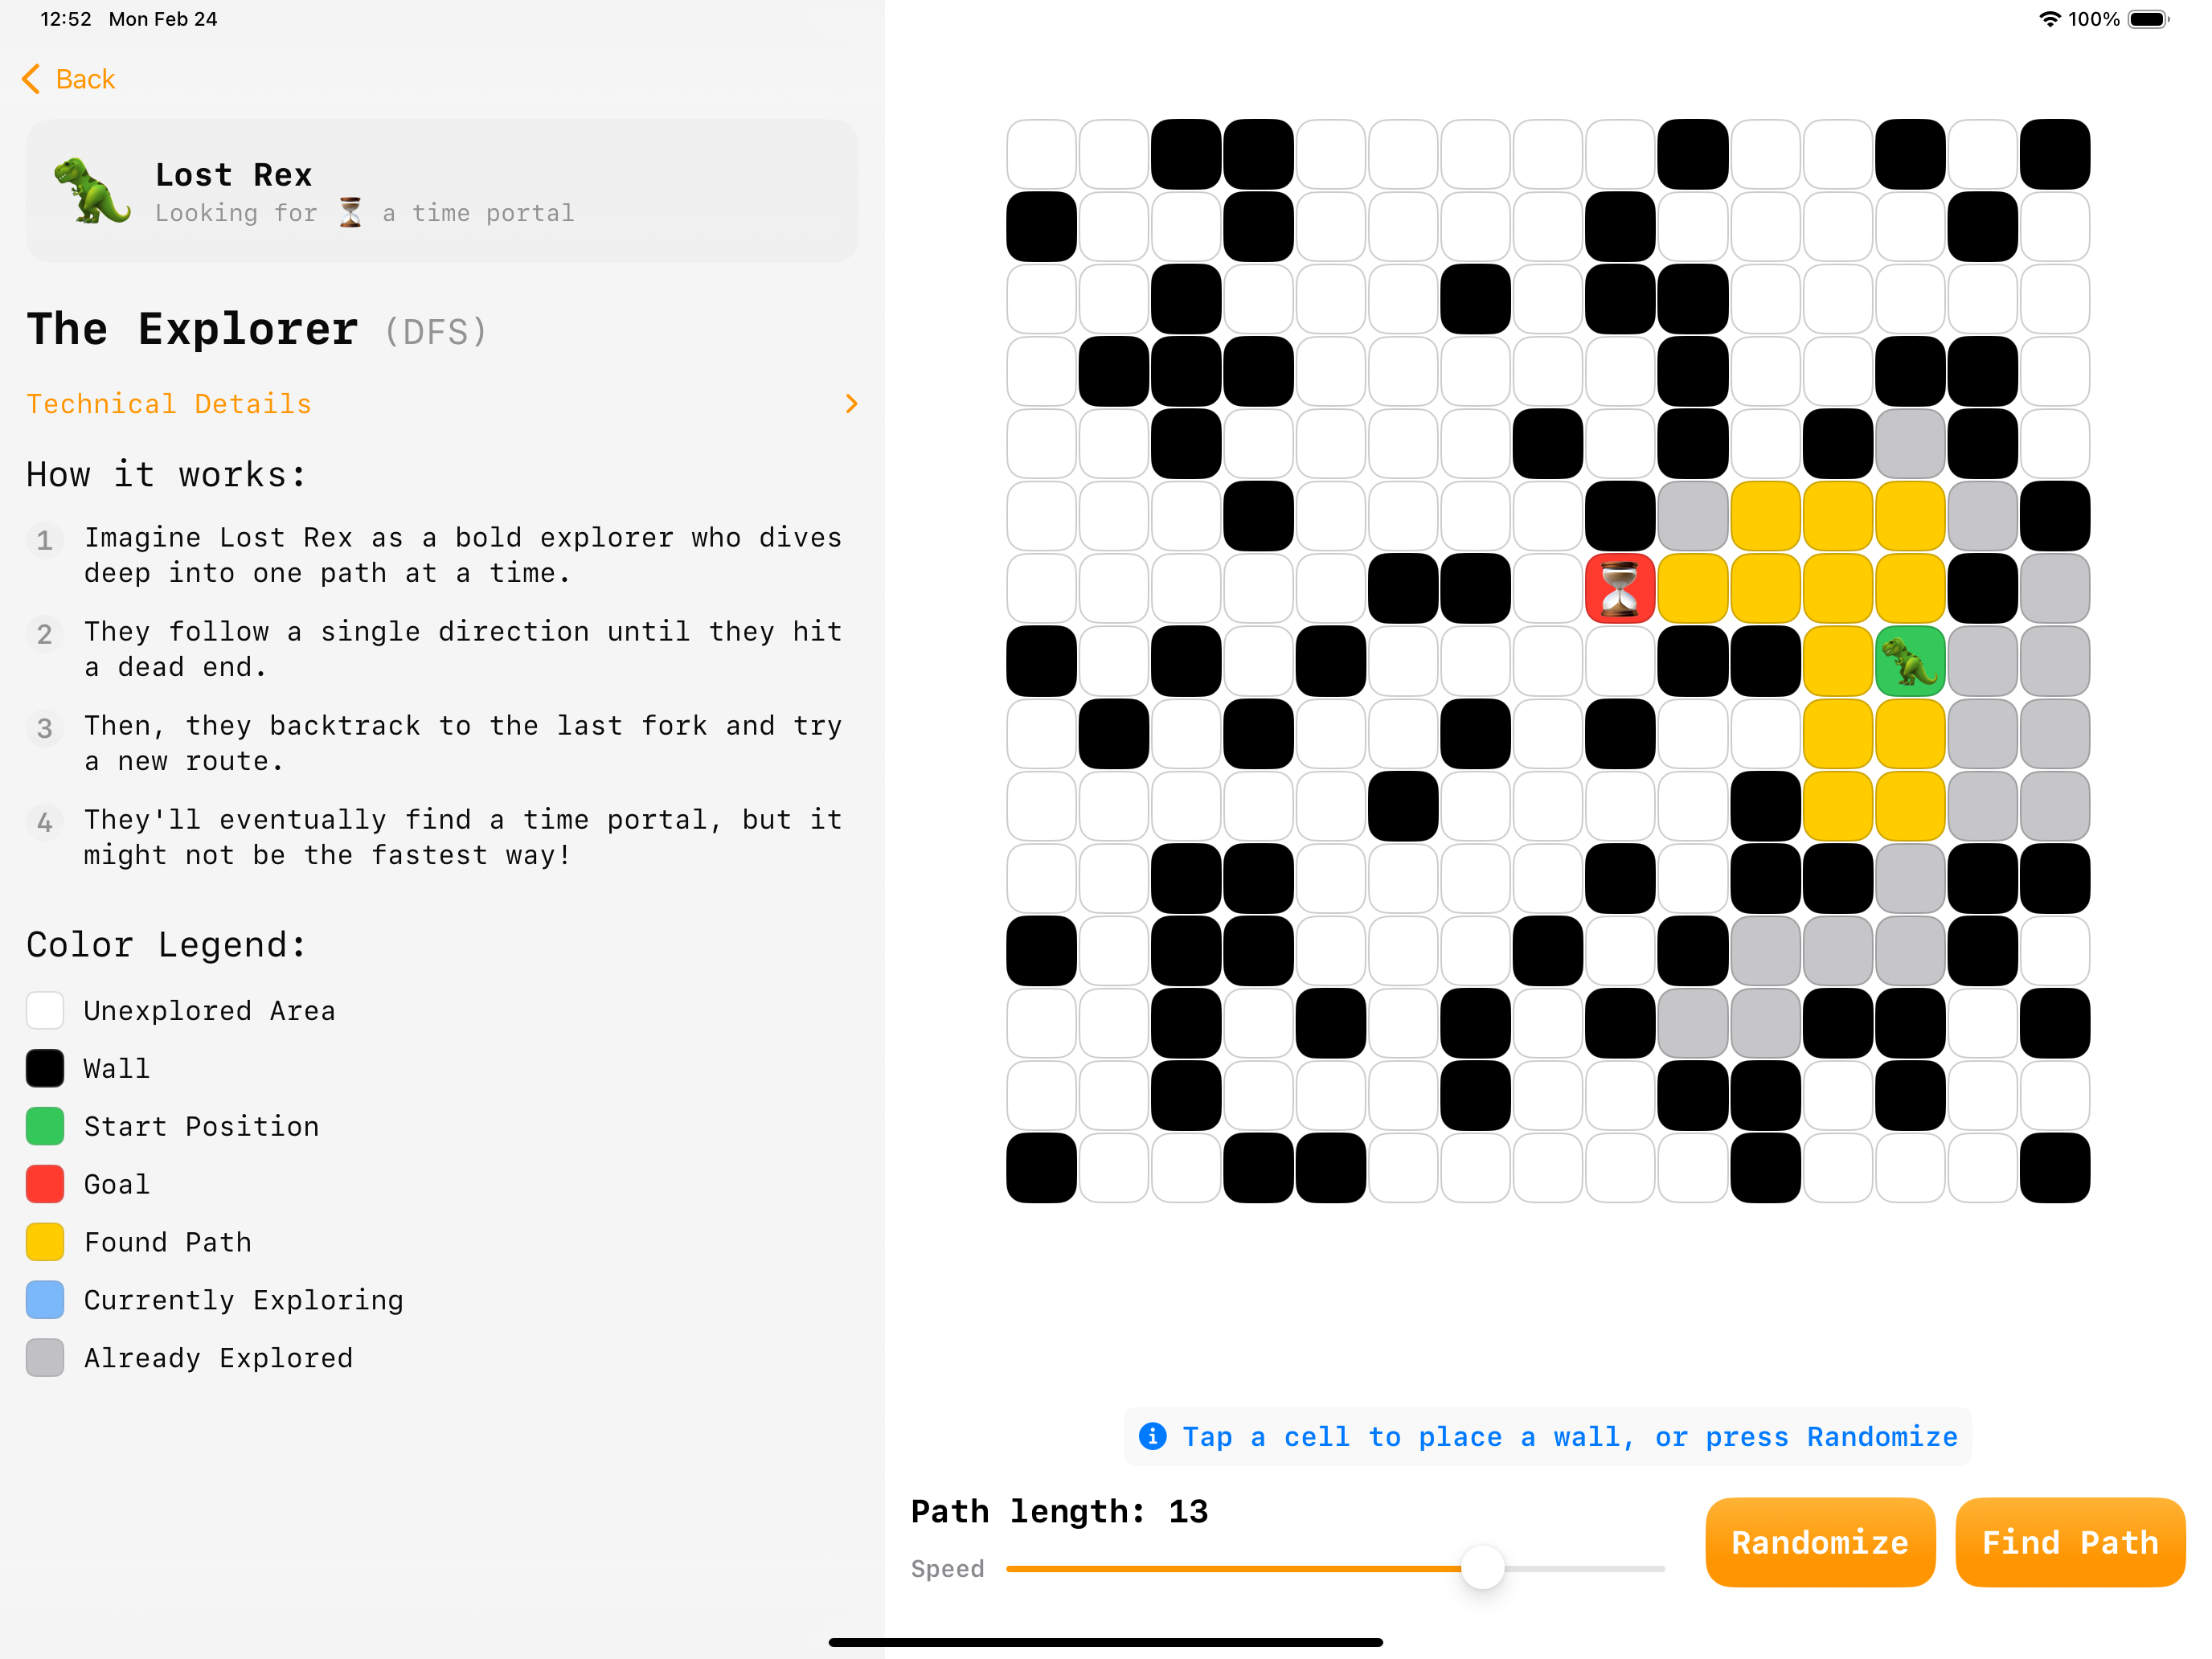 12:52 Mon Feb 24
100%
Back
Lost Rex
Looking for ⏳ a time portal
The Explorer (DFS)
Technical Details
How it works:
1 Imagine Lost Rex as a bold explorer who dives
deep into one path at a time.
2 They follow a single direction until they hit
a dead end.
3 Then, they backtrack to the last fork and try
a new route.
4 They'll eventually find a time portal, but it
might not be the fastest way!
Color Legend:
Unexplored Area
Wall
Start Position
Goal
Found Path
Currently Exploring
Already Explored
Tap a cell to place a wall, or press Randomize
Path length: 13
Speed
Randomize
Find Path